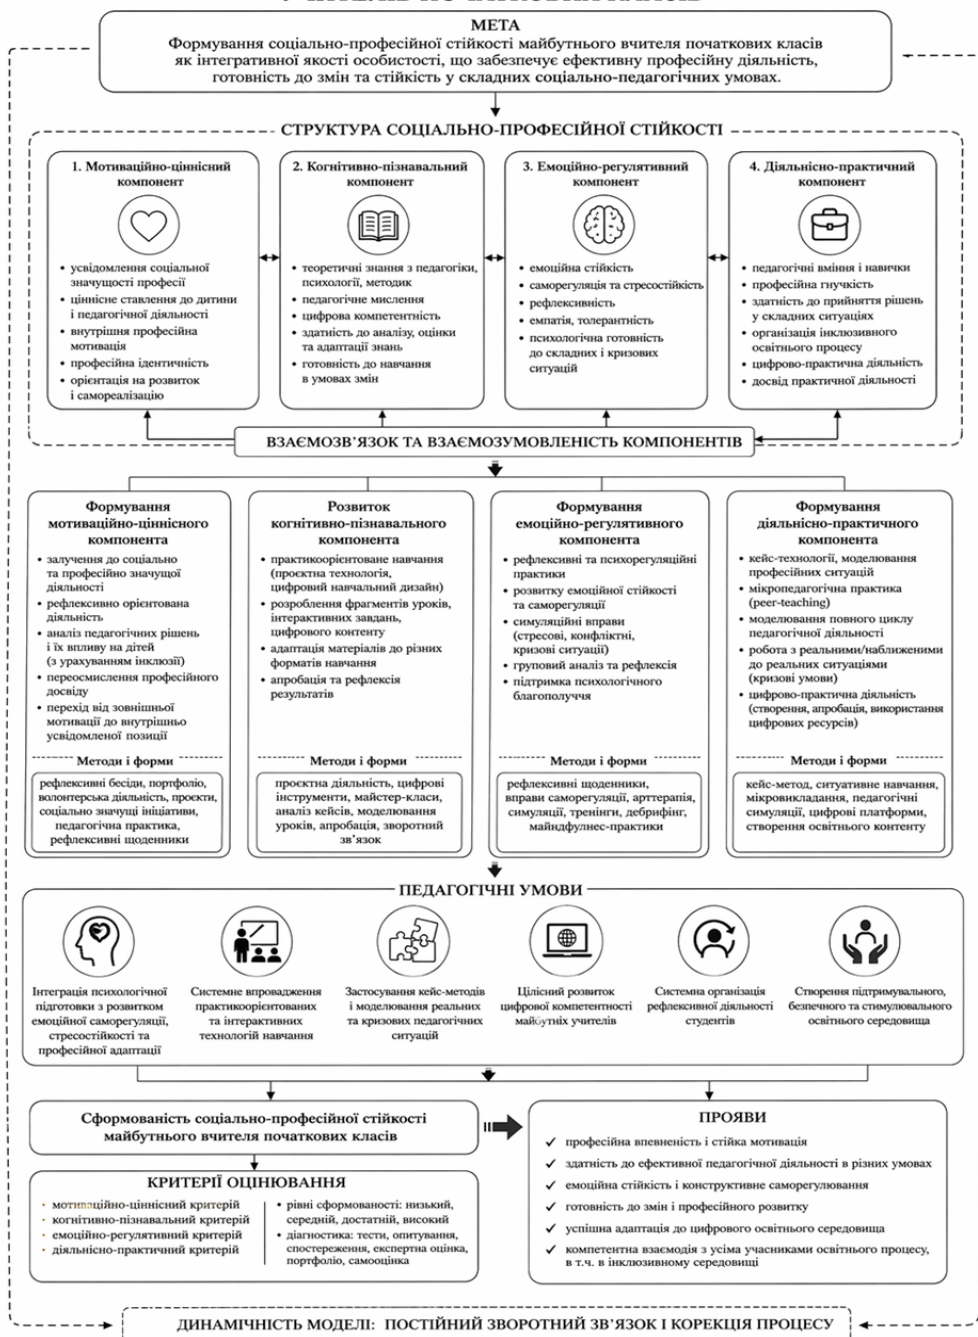 УЧИТЕЛІВ ПОЧАТКОВИХ КЛАСІВ
МЕТА
Формування соціально-професійної стійкості майбутнього вчителя початкових класів
як інтегративної якості особистості, що забезпечує ефективну професійну діяльність,
готовність до змін та стійкість у складних соціально-педагогічних умовах.
СТРУКТУРА СОЦІАЛЬНО-ПРОФЕСІЙНОЇ СТІЙКОСТІ
1. Мотиваційно-ціннісний
компонент
• усвідомлення соціальної
значущості професії
• ціннісне ставлення до дитини
і педагогічної діяльності
• внутрішня професійна
мотивація
• професійна ідентичність
• орієнтація на розвиток
і самореалізацію
2. Когнітивно-пізнавальний
компонент
• теоретичні знання з педагогіки,
психології, методик
• педагогічне мислення
• цифрова компетентність
• здатність до аналізу, оцінки
та адаптації знань
• готовність до навчання
в умовах змін
3. Емоційно-регулятивний
компонент
• емоційна стійкість
• саморегуляція та стресостійкість
• рефлексивність
• емпатія, толерантність
• психологічна готовність
до складних і кризових
ситуацій
4. Діяльнісно-практичний
компонент
• педагогічні вміння і навички
• професійна гнучкість
• здатність до прийняття рішень
у складних ситуаціях
• організація інклюзивного
освітнього процесу
• цифрово-практична діяльність
• досвід практичної діяльності
ВЗАЄМОЗВ’ЯЗОК ТА ВЗАЄМОЗУМОВЛЕНІСТЬ КОМПОНЕНТІВ
Формування
мотиваційно-ціннісного
компонента
• залучення до соціально
та професійно значущої
діяльності
• рефлексивно орієнтована
діяльність
• аналіз педагогічних рішень
і їх впливу на дітей
(з урахуванням інклюзії)
• переосмислення професійного
досвіду
• перехід від зовнішньої
мотивації до внутрішньо
усвідомленої позиції
Методи і форми
рефлексивні бесіди, портфоліо,
волонтерська діяльність, проєкти,
соціально значущі ініціативи,
педагогічна практика,
рефлексивні щоденники
Розвиток
когнітивно-пізнавального
компонента
• практикоорієнтоване навчання
(проєктна технологія,
цифровий навчальний дизайн)
• розроблення фрагментів уроків,
інтерактивних завдань,
цифрового контенту
• адаптація матеріалів до різних
форматів навчання
• апробація та рефлексія
результатів
Методи і форми
проєктна діяльність, цифрові
інструменти, майстер-класи,
аналіз кейсів, моделювання
уроків, апробація, зворотний
зв’язок
Формування
емоційно-регулятивного
компонента
• рефлексивні та психорегуляційні
практики
• розвитку емоційної стійкості
та саморегуляції
• симуляційні вправи
(стресові, конфліктні,
кризові ситуації)
• груповий аналіз та рефлексія
• підтримка психологічного
благополуччя
Методи і форми
рефлексивні щоденники,
вправи саморегуляції, арттерапія,
симуляції, тренінги, дебрифінг,
майндфулнес-практики
Формування
діяльнісно-практичного
компонента
• кейс-технології, моделювання
професійних ситуацій
• мікропедагогічна практика
(peer-teaching)
• моделювання повного циклу
педагогічної діяльності
• робота з реальними/наближеними
до реальних ситуаціями
(кризові умови)
• цифрово-практична діяльність
(створення, апробація, використання
цифрових ресурсів)
Методи і форми
кейс-метод, ситуативне навчання,
мікровикладання, педагогічні
симуляції, цифрові платформи,
створення освітнього контенту
ПЕДАГОГІЧНІ УМОВИ
Інтеграція психологічної
підготовки з розвитком
емоційної саморегуляції,
стресостійкості та
професійної адаптації
Системне впровадження
практикоорієнтованих
та інтерактивних
технологій навчання
Застосування кейс-методів
і моделювання реальних
та кризових педагогічних
ситуацій
Цілісний розвиток
цифрової компетентності
майбутніх учителів
Системна організація
рефлексивної діяльності
студентів
Створення підтримувального,
безпечного та стимулювального
освітнього середовища
Сформованість соціально-професійної стійкості
майбутнього вчителя початкових класів
КРИТЕРІЇ ОЦІНЮВАННЯ
• мотиваційно-ціннісний критерій
• когнітивно-пізнавальний критерій
• емоційно-регулятивний критерій
• діяльнісно-практичний критерій
• рівні сформованості: низький,
середній, достатній, високий
• діагностика: тести, опитування,
спостереження, експертна оцінка,
портфоліо, самооцінка
ПРОЯВИ
✓ професійна впевненість і стійка мотивація
✓ здатність до ефективної педагогічної діяльності в різних умовах
✓ емоційна стійкість і конструктивне саморегулювання
✓ готовність до змін і професійного розвитку
✓ успішна адаптація до цифрового освітнього середовища
✓ компетентна взаємодія з усіма учасниками освітнього процесу,
в т.ч. в інклюзивному середовищі
ДИНАМІЧНІСТЬ МОДЕЛІ: ПОСТІЙНИЙ ЗВОРОТНИЙ ЗВ’ЯЗОК І КОРЕКЦІЯ ПРОЦЕСУ